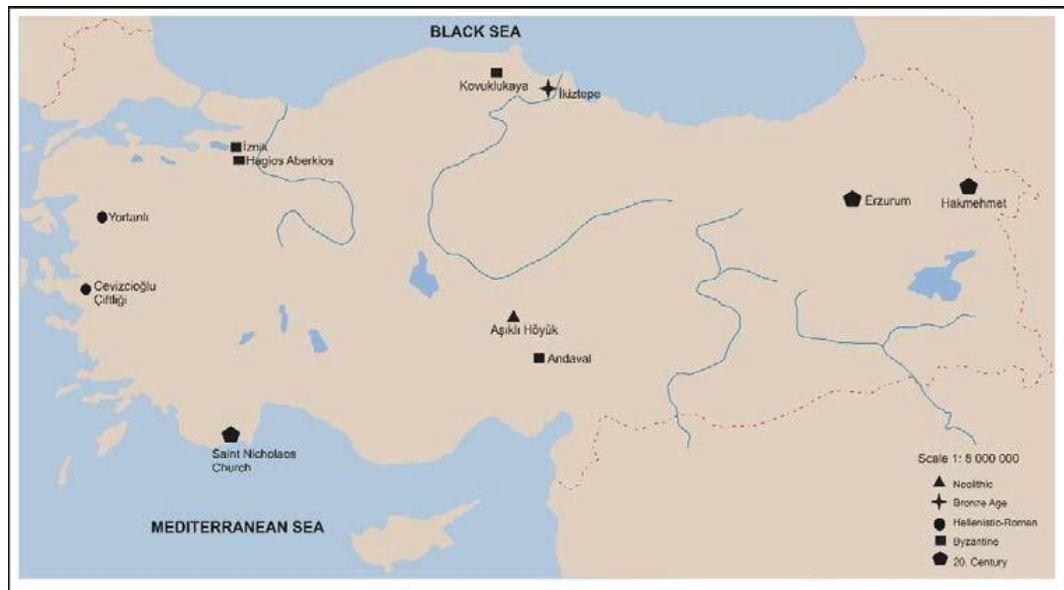 BLACK SEA
Kovuklukaya
İkiztepe
İznik
Hagios Aberkios
Erzurum
Hakmehmet
Yortanlı
Cevizcioğlu
Çiftliği
Aşıklı Höyük
Andaval
Saint Nicholaos
Church
MEDITERRANEAN SEA
Scale 1: 8 000 000
Neolithic
Bronze Age
Hellenistic-Roman
Byzantine
20. Century